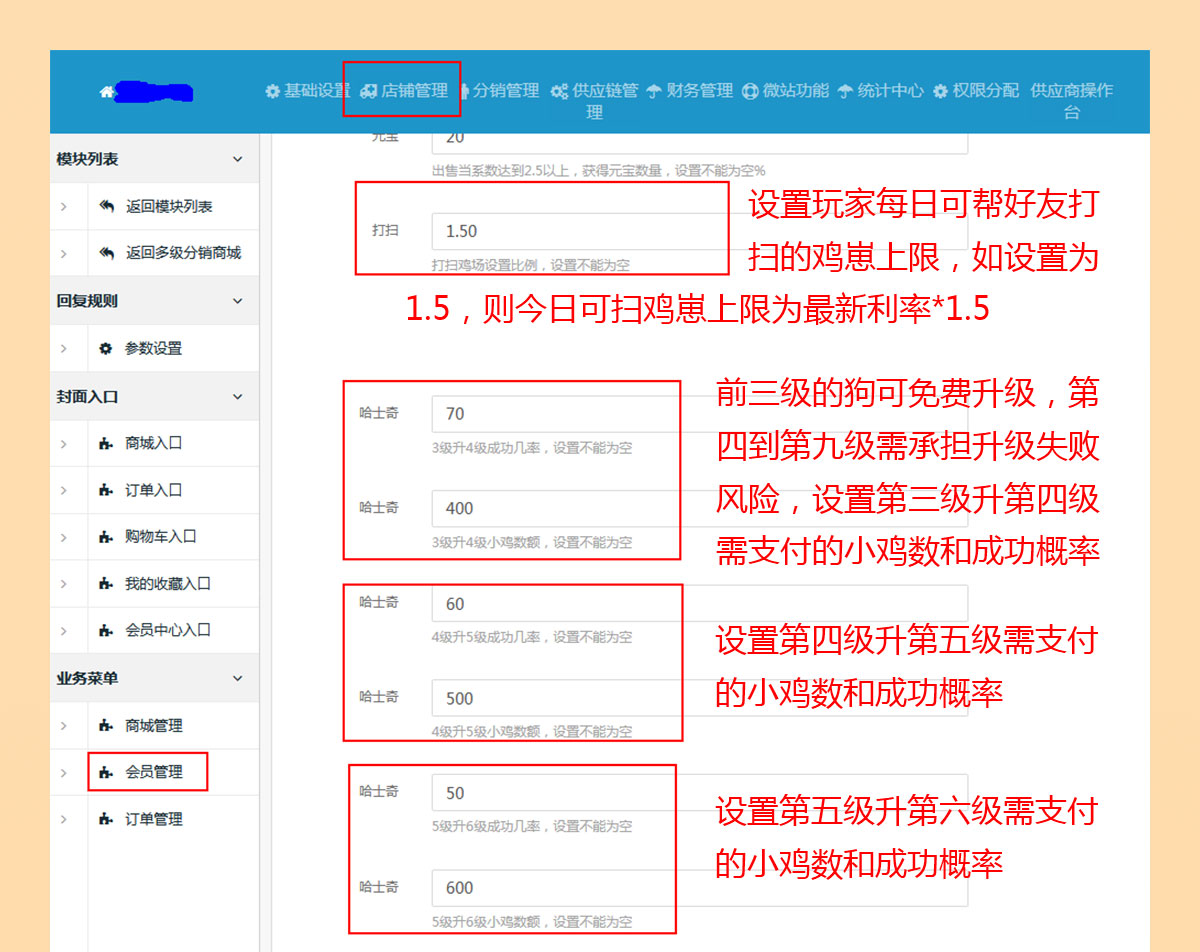 基础设置 店铺管理 分销管理 供应链管 财务管理 微站功能 统计中心 权限分配 供应商操作
理 台
模块列表
返回模块列表
返回多级分销商城
回复规则
参数设置
封面入口
商城入口
订单入口
购物车入口
我的收藏入口
会员中心入口
业务菜单
商城管理
会员管理
订单管理
元宝 20
出售当系数达到2.5以上，获得元宝数量，设置不能为空%
打扫 1.50
打扫鸡场设置比例，设置不能为空
设置玩家每日可帮好友打
扫的鸡崽上限，如设置为
1.5，则今日可扫鸡崽上限为最新利率*1.5
哈士奇 70
3级升4级成功几率，设置不能为空
哈士奇 400
3级升4级小鸡数额，设置不能为空
前三级的狗可免费升级，第
四到第九级需承担升级失败
风险，设置第三级升第四级
需支付的小鸡数和成功概率
哈士奇 60
4级升5级成功几率，设置不能为空
哈士奇 500
4级升5级小鸡数额，设置不能为空
设置第四级升第五级需支付
的小鸡数和成功概率
哈士奇 50
5级升6级成功几率，设置不能为空
哈士奇 600
5级升6级小鸡数额，设置不能为空
设置第五级升第六级需支付
的小鸡数和成功概率